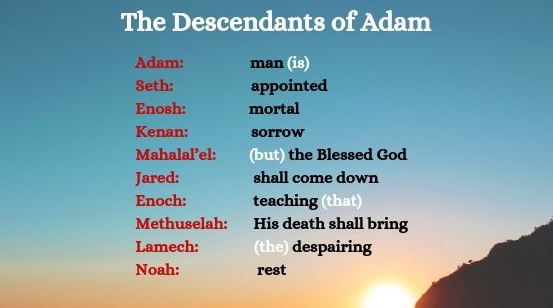 The Descendants of Adam
Adam: man (is)
Seth: appointed
Enosh: mortal
Kenan: sorrow
Mahalal’el: (but) the Blessed God
Jared: shall come down
Enoch: teaching (that)
Methuselah: His death shall bring
Lamech: (the) despairing
Noah: rest